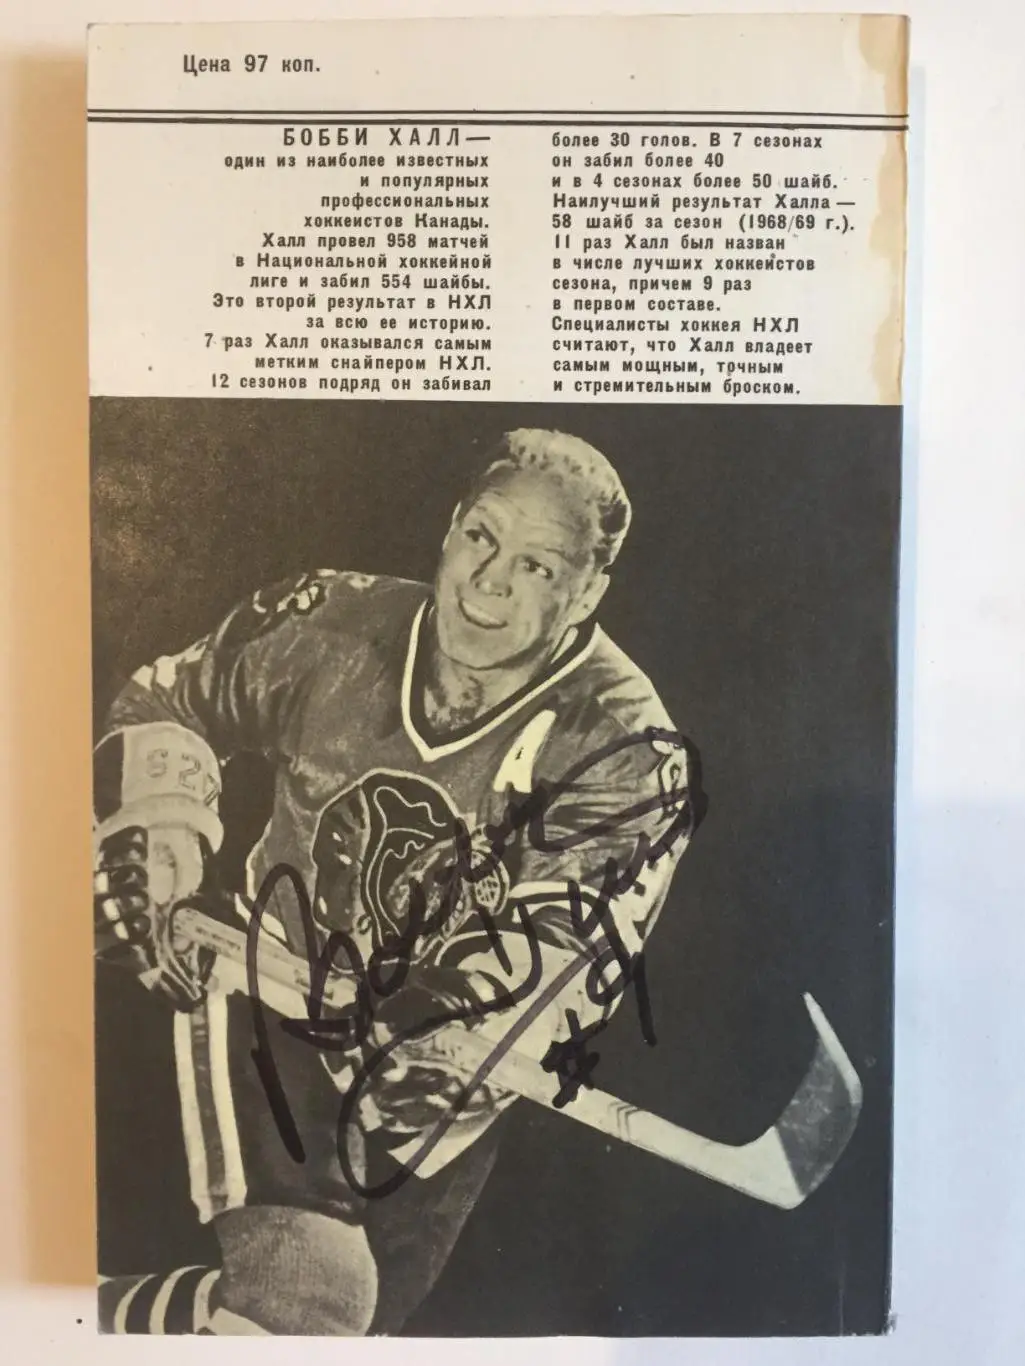 Цена 97 коп.
БОББИ ХАЛЛ —
один из наиболее известных
и популярных
профессиональных
хоккеистов Канады.
Халл провел 958 матчей
в Национальной хоккейной
лиге и забил 554 шайбы.
Это второй результат в НХЛ
за всю ее историю.
7 раз Халл оказывался самым
метким снайпером НХЛ.
12 сезонов подряд он забивал
более 30 голов. В 7 сезонах
он забил более 40
и в 4 сезонах более 50 шайб.
Наилучший результат Халла —
58 шайб за сезон (1968/69 г.).
11 раз Халл был назван
в числе лучших хоккеистов
сезона, причем 9 раз
в первом составе.
Специалисты хоккея НХЛ
считают, что Халл владеет
самым мощным, точным
и стремительным броском.
A